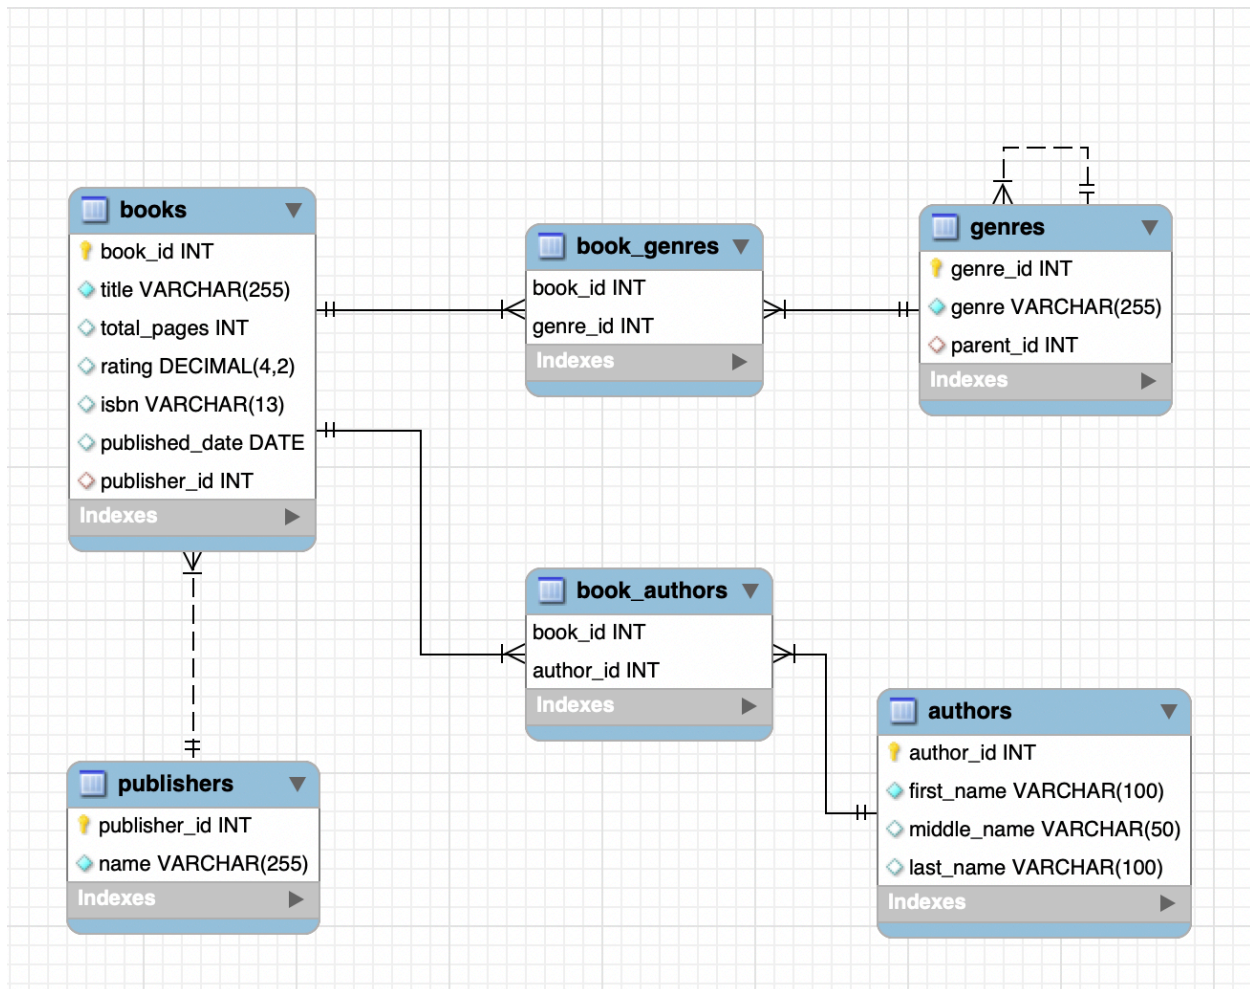 books
book_id INT
title VARCHAR(255)
total_pages INT
rating DECIMAL(4,2)
isbn VARCHAR(13)
published_date DATE
publisher_id INT
Indexes
book_genres
book_id INT
genre_id INT
Indexes
genres
genre_id INT
genre VARCHAR(255)
parent_id INT
Indexes
book_authors
book_id INT
author_id INT
Indexes
publishers
publisher_id INT
name VARCHAR(255)
Indexes
authors
author_id INT
first_name VARCHAR(100)
middle_name VARCHAR(50)
last_name VARCHAR(100)
Indexes